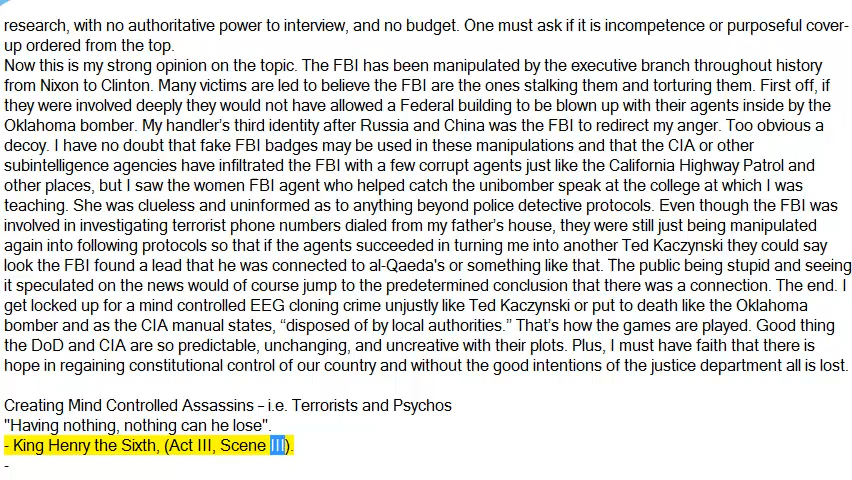 research, with no authoritative power to interview, and no budget. One must ask if it is incompetence or purposeful cover-
up ordered from the top.
Now this is my strong opinion on the topic. The FBI has been manipulated by the executive branch throughout history
from Nixon to Clinton. Many victims are led to believe the FBI are the ones stalking them and torturing them. First off, if
they were involved deeply they would not have allowed a Federal building to be blown up with their agents inside by the
Oklahoma bomber. My handler's third identity after Russia and China was the FBI to redirect my anger. Too obvious a
decoy. I have no doubt that fake FBI badges may be used in these manipulations and that the CIA or other
subintelligence agencies have infiltrated the FBI with a few corrupt agents just like the California Highway Patrol and
other places, but I saw the women FBI agent who helped catch the unibomber speak at the college at which I was
teaching. She was clueless and uninformed as to anything beyond police detective protocols. Even though the FBI was
involved in investigating terrorist phone numbers dialed from my father's house, they were still just being manipulated
again into following protocols so that if the agents succeeded in turning me into another Ted Kaczynski they could say
look the FBI found a lead that he was connected to al-Qaeda's or something like that. The public being stupid and seeing
it speculated on the news would of course jump to the predetermined conclusion that there was a connection. The end. I
get locked up for a mind controlled EEG cloning crime unjustly like Ted Kaczynski or put to death like the Oklahoma
bomber and as the CIA manual states, “disposed of by local authorities.” That's how the games are played. Good thing
the DoD and CIA are so predictable, unchanging, and uncreative with their plots. Plus, I must have faith that there is
hope in regaining constitutional control of our country and without the good intentions of the justice department all is lost.
Creating Mind Controlled Assassins – i.e. Terrorists and Psychos
"Having nothing, nothing can he lose".
- King Henry the Sixth, (Act III, Scene III).
-